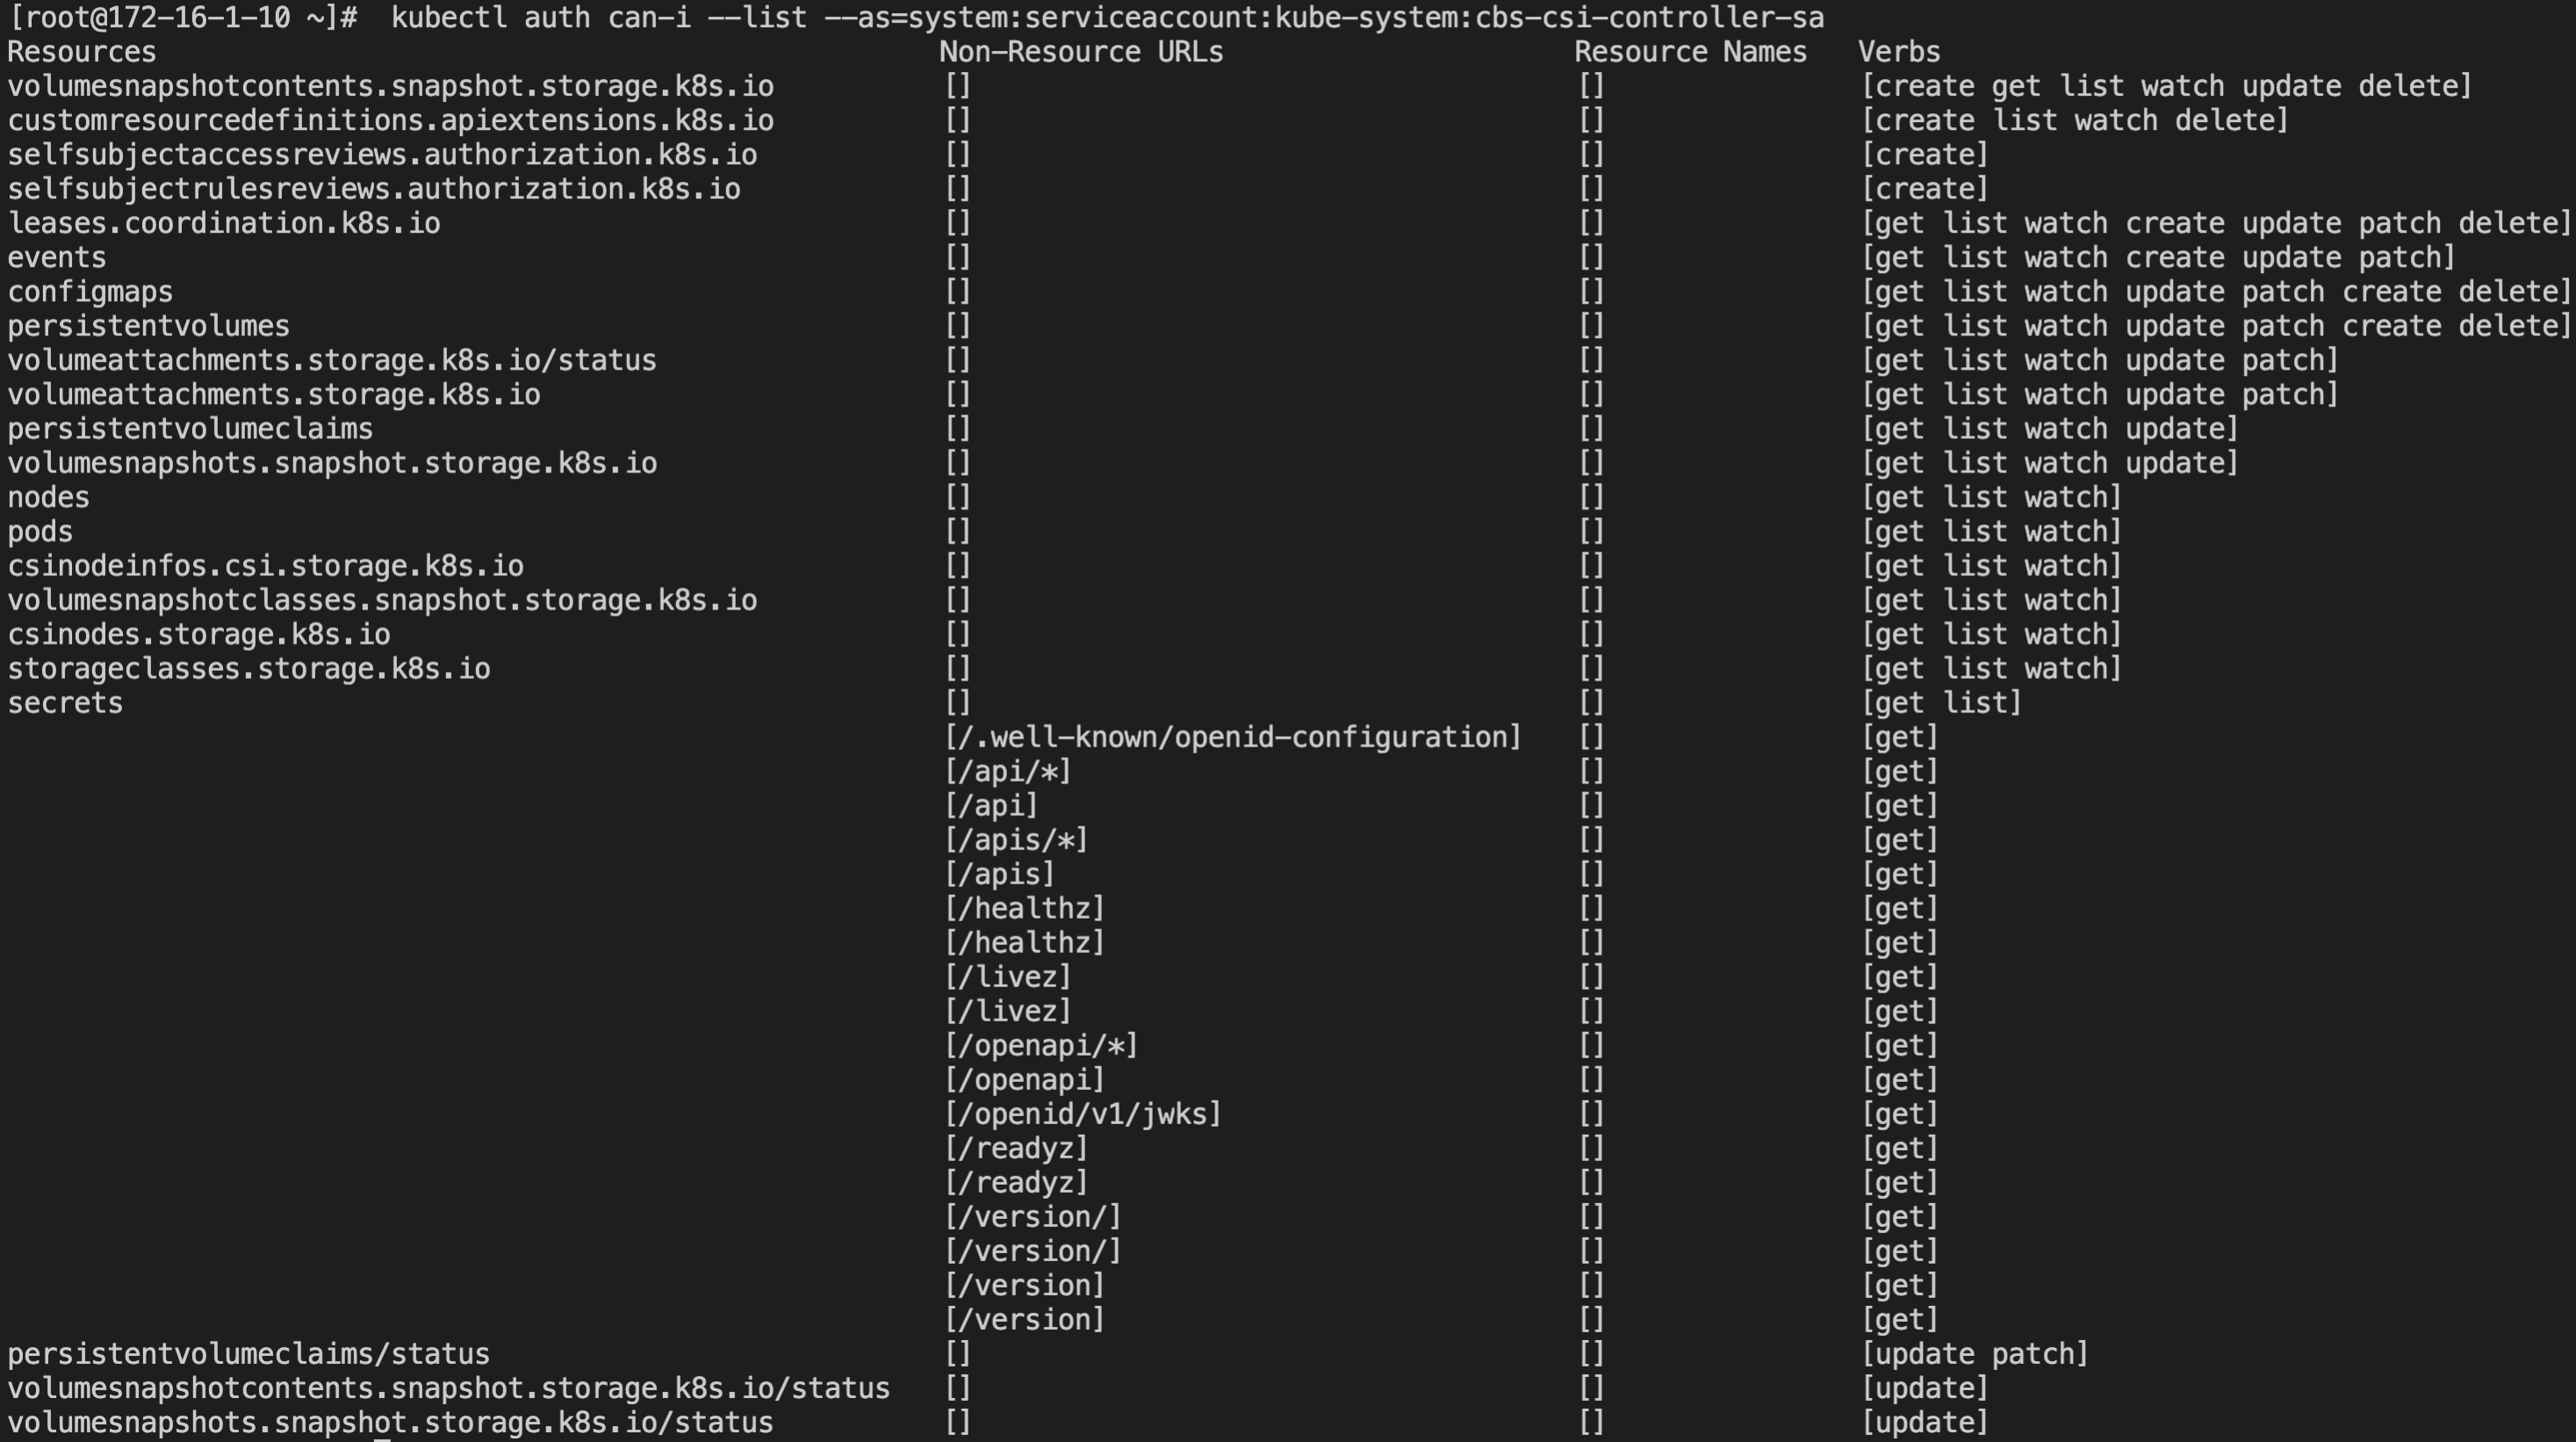 [root@172-16-1-10 ~]#  kubectl auth can-i --list --as=system:serviceaccount:kube-system:cbs-csi-controller-sa
Resources Non-Resource URLs Resource Names Verbs
volumesnapshotcontents.snapshot.storage.k8s.io [] [] [create get list watch update delete]
customresourcedefinitions.apiextensions.k8s.io [] [] [create list watch delete]
selfsubjectaccessreviews.authorization.k8s.io [] [] [create]
selfsubjectrulesreviews.authorization.k8s.io [] [] [create]
leases.coordination.k8s.io [] [] [get list watch create update patch delete]
events [] [] [get list watch create update patch]
configmaps [] [] [get list watch update patch create delete]
persistentvolumes [] [] [get list watch update patch create delete]
volumeattachments.storage.k8s.io/status [] [] [get list watch update patch]
volumeattachments.storage.k8s.io [] [] [get list watch update patch]
persistentvolumeclaims [] [] [get list watch update]
volumesnapshots.snapshot.storage.k8s.io [] [] [get list watch update]
nodes [] [] [get list watch]
pods [] [] [get list watch]
csinodeinfos.csi.storage.k8s.io [] [] [get list watch]
volumesnapshotclasses.snapshot.storage.k8s.io [] [] [get list watch]
csinodes.storage.k8s.io [] [] [get list watch]
storageclasses.storage.k8s.io [] [] [get list watch]
secrets [] [] [get list]
[/.well-known/openid-configuration] [] [get]
[/api/*] [] [get]
[/api] [] [get]
[/apis/*] [] [get]
[/apis] [] [get]
[/healthz] [] [get]
[/healthz] [] [get]
[/livez] [] [get]
[/livez] [] [get]
[/openapi/*] [] [get]
[/openapi] [] [get]
[/openid/v1/jwks] [] [get]
[/readyz] [] [get]
[/readyz] [] [get]
[/version/] [] [get]
[/version/] [] [get]
[/version] [] [get]
[/version] [] [get]
persistentvolumeclaims/status [] [] [update patch]
volumesnapshotcontents.snapshot.storage.k8s.io/status [] [] [update]
volumesnapshots.snapshot.storage.k8s.io/status [] [] [update]